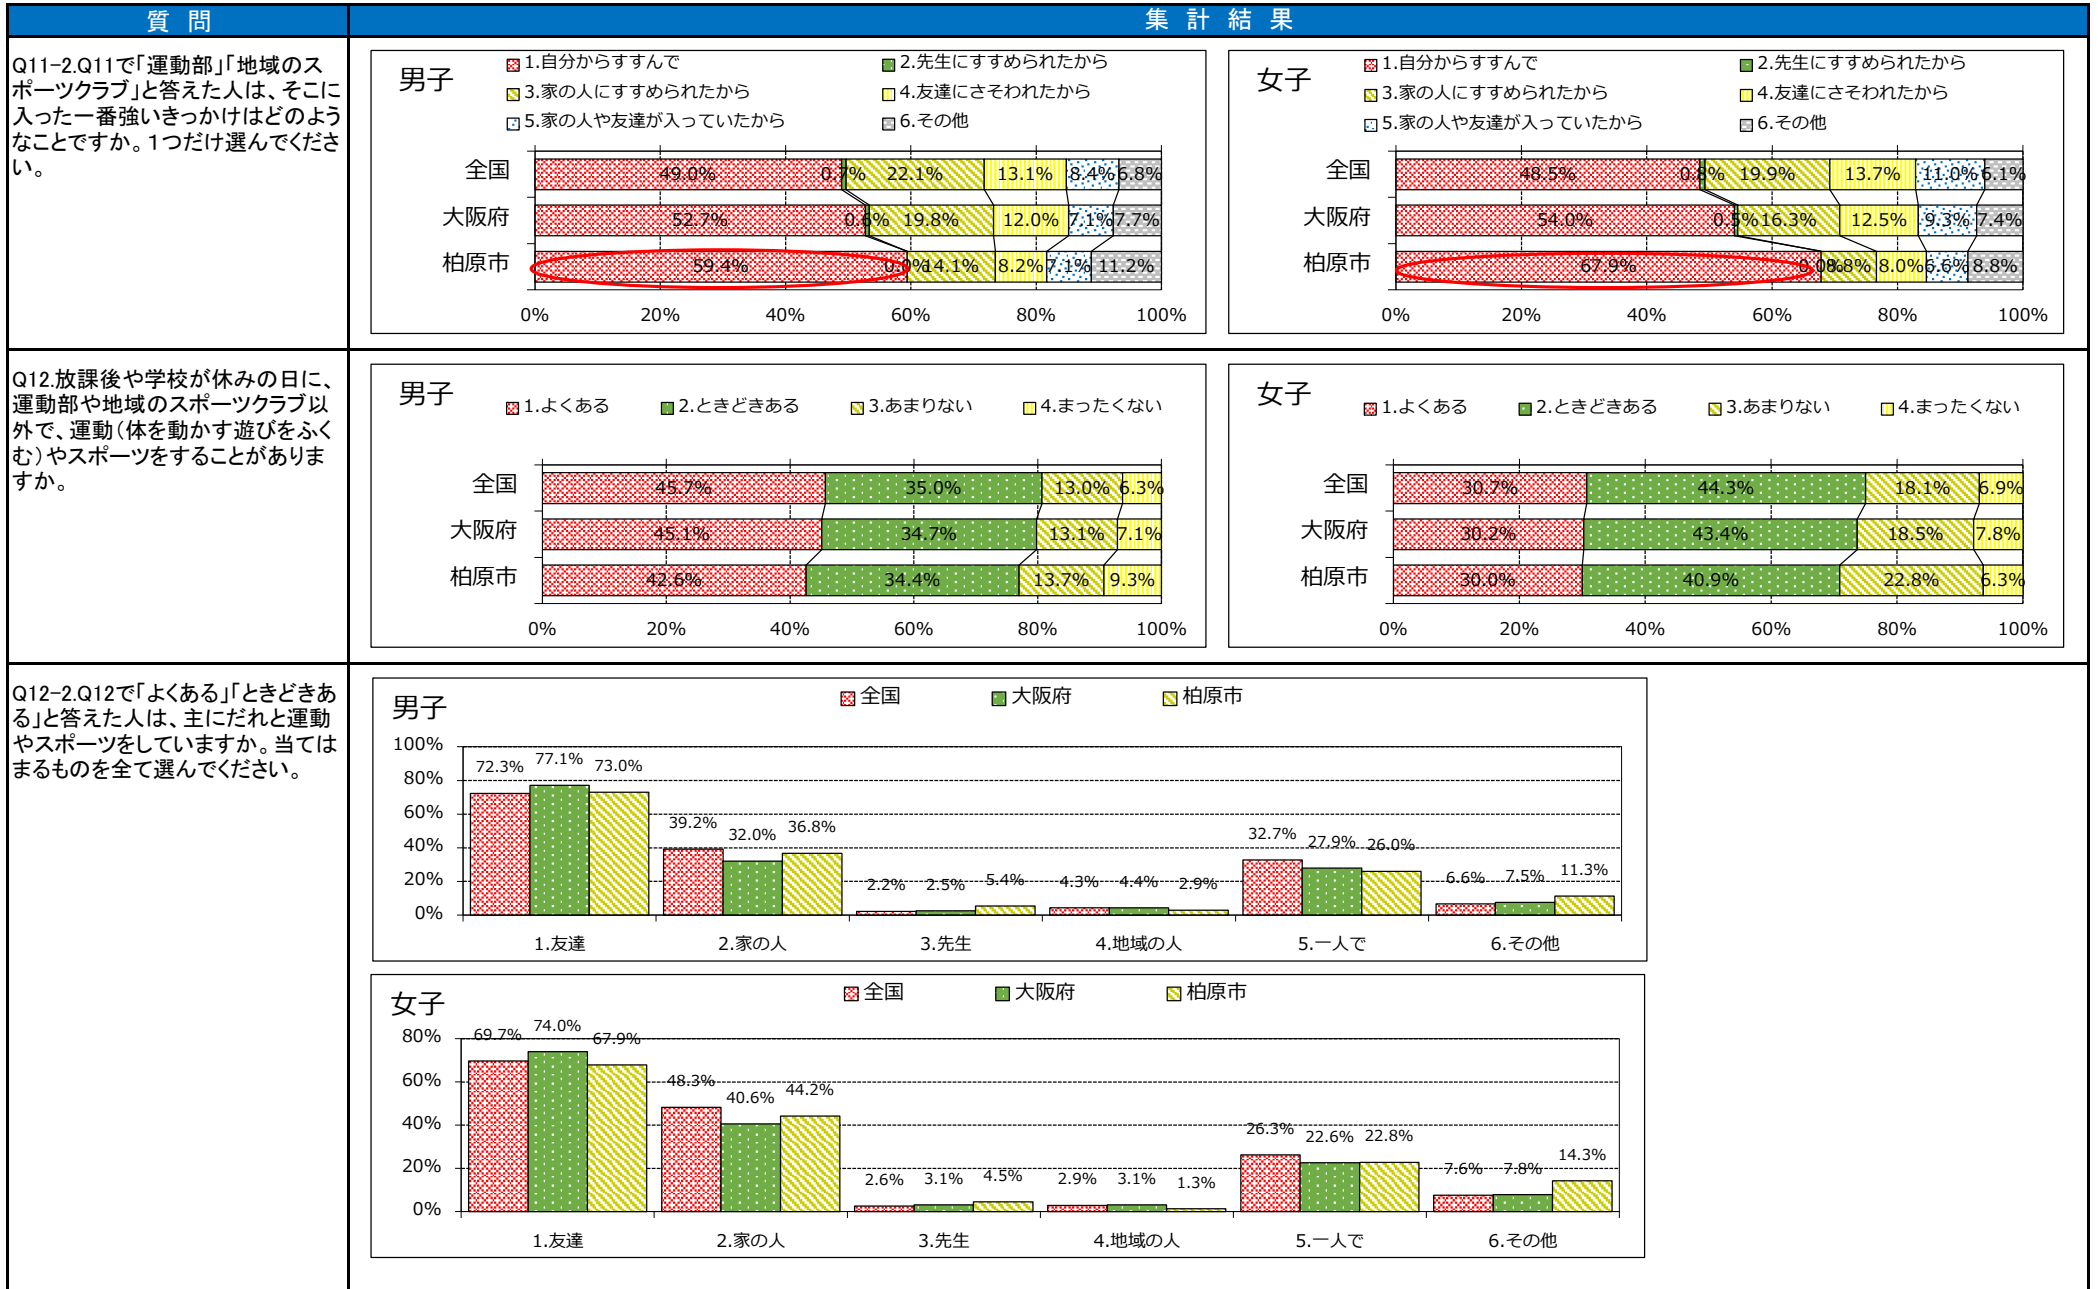 質　問
集　計　結　果
Q11-2.Q11で「運動部」「地域のス
ポーツクラブ」と答えた人は、そこに
入った一番強いきっかけはどのよう
なことですか。１つだけ選んでくださ
い。
男子
1.自分からすすんで
2.先生にすすめられたから
3.家の人にすすめられたから
4.友達にさそわれたから
5.家の人や友達が入っていたから
6.その他
全国
49.0% 0.7% 22.1% 13.1% 8.4% 6.8%
大阪府
52.7% 0.6% 19.8% 12.0% 7.1% 7.7%
柏原市
59.4% 0.0% 14.1% 8.2% 7.1% 11.2%
0% 20% 40% 60% 80% 100%
女子
1.自分からすすんで
2.先生にすすめられたから
3.家の人にすすめられたから
4.友達にさそわれたから
5.家の人や友達が入っていたから
6.その他
全国
48.5% 0.8% 19.9% 13.7% 11.0% 6.1%
大阪府
54.0% 0.5% 16.3% 12.5% 9.3% 7.4%
柏原市
67.9% 0.0% 8.8% 8.0% 6.6% 8.8%
0% 20% 40% 60% 80% 100%
Q12.放課後や学校が休みの日に、
運動部や地域のスポーツクラブ以
外で、運動（体を動かす遊びをふく
む）やスポーツをすることがありま
すか。
男子
1.よくある 2.ときどきある 3.あまりない 4.まったくない
全国
45.7% 35.0% 13.0% 6.3%
大阪府
45.1% 34.7% 13.1% 7.1%
柏原市
42.6% 34.4% 13.7% 9.3%
0% 20% 40% 60% 80% 100%
女子
1.よくある 2.ときどきある 3.あまりない 4.まったくない
全国
30.7% 44.3% 18.1% 6.9%
大阪府
30.2% 43.4% 18.5% 7.8%
柏原市
30.0% 40.9% 22.8% 6.3%
0% 20% 40% 60% 80% 100%
Q12-2.Q12で「よくある」「ときどきあ
る」と答えた人は、主にだれと運動
やスポーツをしていますか。当ては
まるものを全て選んでください。
男子
全国 大阪府 柏原市
100%
80%
60%
40%
20%
0%
72.3% 77.1% 73.0%
39.2% 32.0% 36.8%
2.2% 2.5% 5.4%
4.3% 4.4% 2.9%
32.7% 27.9% 26.0%
6.6% 7.5% 11.3%
1.友達 2.家の人 3.先生 4.地域の人 5.一人で 6.その他
女子
全国 大阪府 柏原市
80%
60%
40%
20%
0%
69.7% 74.0% 67.9%
48.3% 40.6% 44.2%
2.6% 3.1% 4.5%
2.9% 3.1% 1.3%
26.3% 22.6% 22.8%
7.6% 7.8% 14.3%
1.友達 2.家の人 3.先生 4.地域の人 5.一人で 6.その他